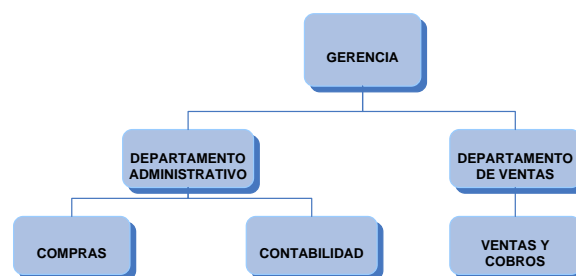 GERENCIA
DEPARTAMENTO
ADMINISTRATIVO
DEPARTAMENTO
DE VENTAS
COMPRAS
CONTABILIDAD
VENTAS Y
COBROS